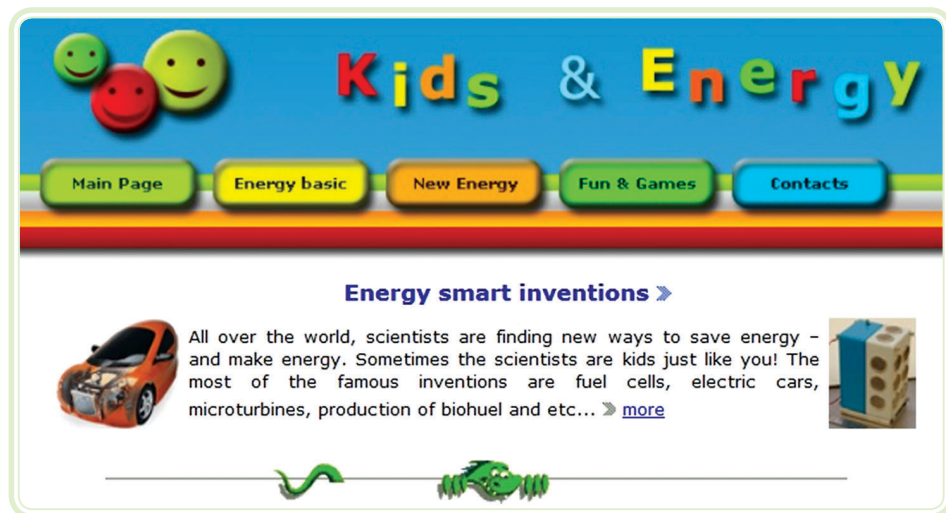 Kids & Energy
Main Page Energy basic New Energy Fun & Games Contacts
Energy smart inventions
All over the world, scientists are finding new ways to save energy –
and make energy. Sometimes the scientists are kids just like you! The
most of the famous inventions are fuel cells, electric cars,
microturbines, production of biohuel and etc... more